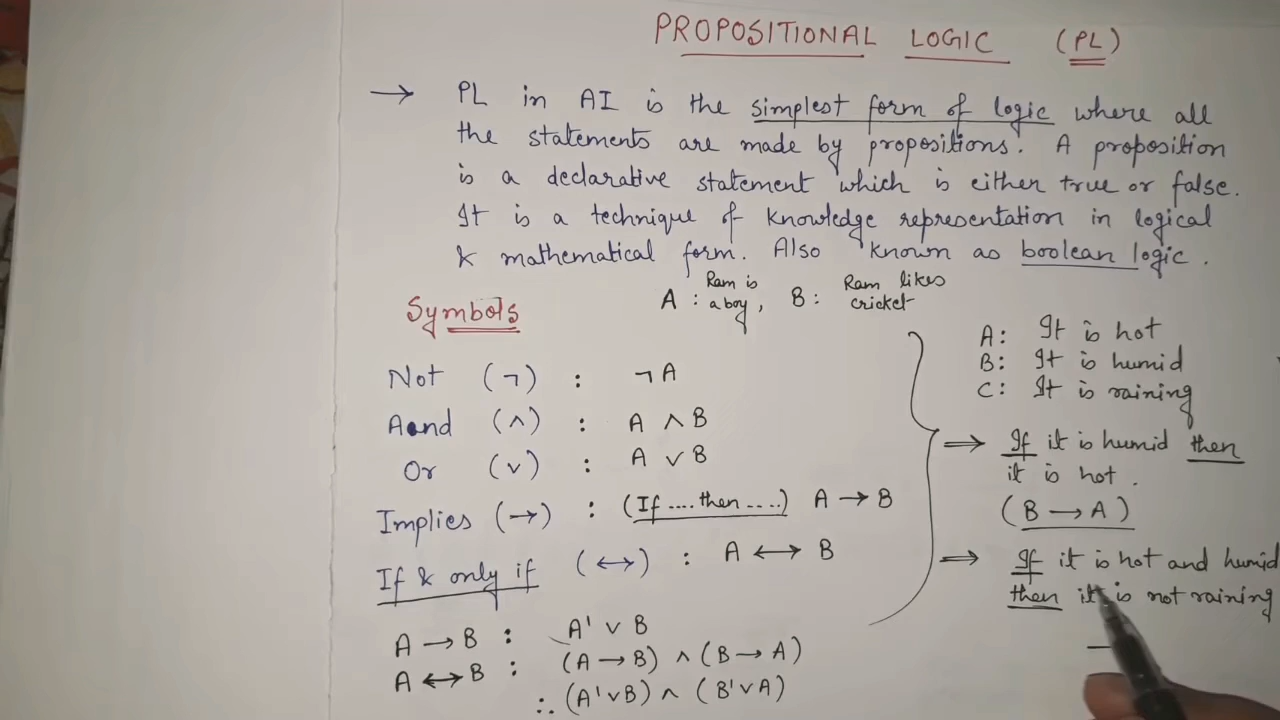 PROPOSITIONAL LOGIC (PL)
→ PL in AI is the simplest form of logic where all
the statements are made by propositions. A proposition
is a declarative statement which is either true or false.
It is a technique of knowledge representation in logical
& mathematical form. Also known as boolean logic.
A : Ram is a boy, B : Ram likes cricket
Symbols
Not (¬) : ¬A
And (∧) : A ∧ B
Or (∨) : A ∨ B
Implies (→) : (If ....then ....) A → B
If & only if (↔) : A ↔ B
A → B : A' ∨ B
A ↔ B : (A → B) ∧ (B → A)
∴ (A' ∨ B) ∧ (B' ∨ A)
A: It is hot
B: It is humid
C: It is raining
⇒ If it is humid then
it is hot.
(B → A)
⇒ If it is hot and humid
then it is not raining